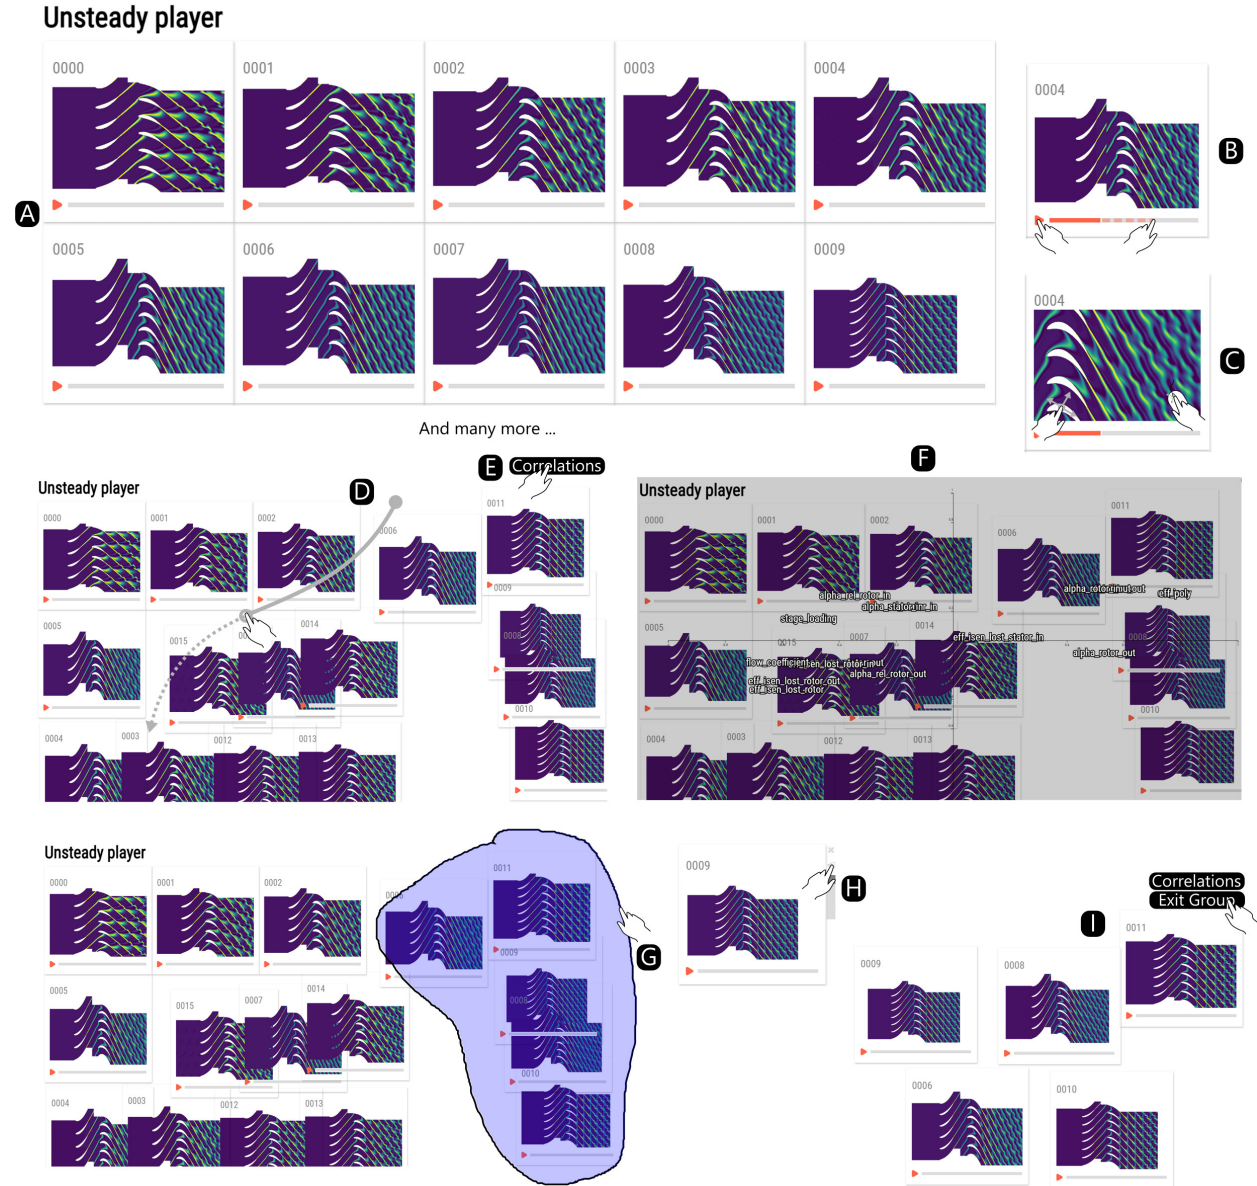 Unsteady player
0000
0001
0002
0003
0004
A
0005
0006
0007
0008
0009
And many more ...
0004
B
0004
C
Unsteady player
D
E
Correlations
0000
0001
0002
0006
0011
0009
0005
0015
0014
0008
0010
0004
0003
0012
0013
F
Unsteady player
0000
0001
0002
0006
0011
alpha_rel_rotor_in
alpha_stator
stage_loading
eff_poly
eff_isen_lost_stator_in
alpha_rotor_out
0005
0015
0007
0014
0008
flow_coefficient
alpha_rel_rotor_out
eff_isen_lost_rotor_out
eff_isen_lost_rotor
0010
0004
0003
0012
0013
Unsteady player
0000
0001
0002
0011
0009
G
0005
0015
0007
0014
0008
0010
0004
0003
0012
0013
0009
H
I
Correlations
Exit Group
0011
0009
0008
0006
0010